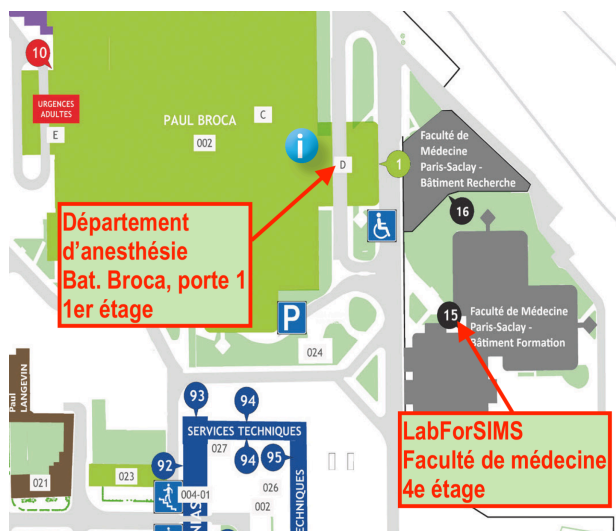 10
URGENCES
ADULTES
E
PAUL BROCA
C
002
i
D
1
Faculté de
Médecine
Paris-Saclay -
Bâtiment Recherche
16
Département
d'anesthésie
Bat. Broca, porte 1
1er étage
P
024
15
Faculté de Médecine
Paris-Saclay -
Bâtiment Formation
LabForSIMS
Faculté de médecine
4e étage
Paul
LANGEVIN
021
023
93
94
SERVICES TECHNIQUES
027
94
95
92
004-01
026
002